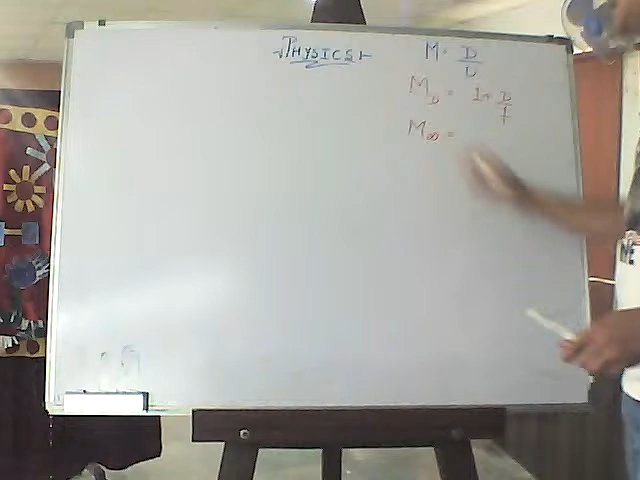 PHYSICS
M = D/D
M_D = 1 + D/f
M_∞ =